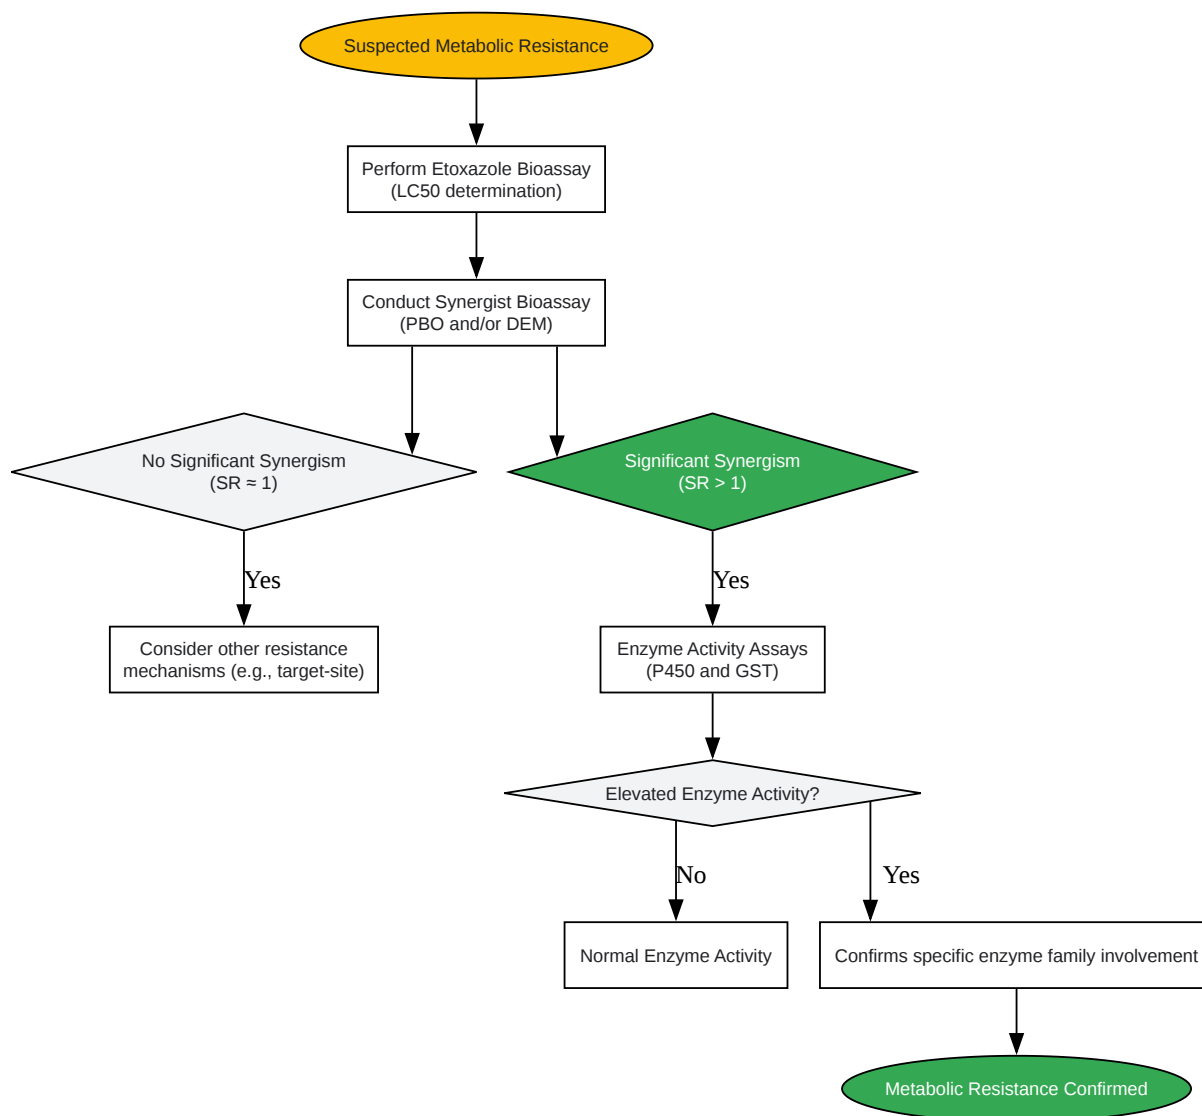 Suspected Metabolic Resistance
Perform Etoxazole Bioassay
(LC50 determination)
Conduct Synergist Bioassay
(PBO and/or DEM)
No Significant Synergism
(SR ≈ 1)
Significant Synergism
(SR > 1)
Yes
Yes
Consider other resistance
mechanisms (e.g., target-site)
Enzyme Activity Assays
(P450 and GST)
Elevated Enzyme Activity?
No
Yes
Normal Enzyme Activity
Confirms specific enzyme family involvement
Metabolic Resistance Confirmed